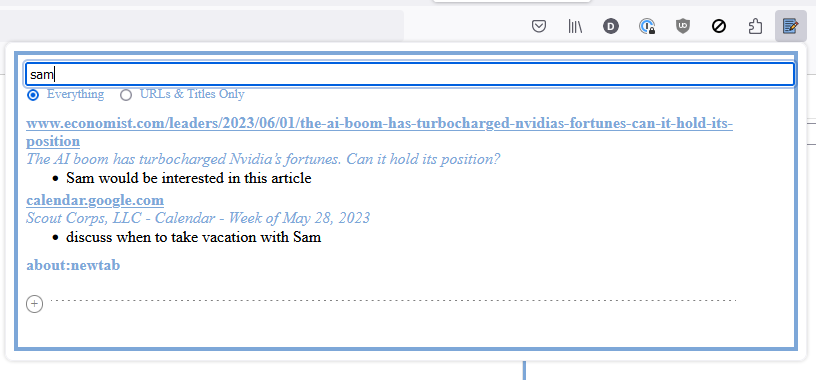 D
UD
sam
Everything URLs & Titles Only
www.economist.com/leaders/2023/06/01/the-ai-boom-has-turbocharged-nvidias-fortunes-can-it-hold-its-
position
The AI boom has turbocharged Nvidia's fortunes. Can it hold its position?
• Sam would be interested in this article
calendar.google.com
Scout Corps, LLC - Calendar - Week of May 28, 2023
• discuss when to take vacation with Sam
about:newtab